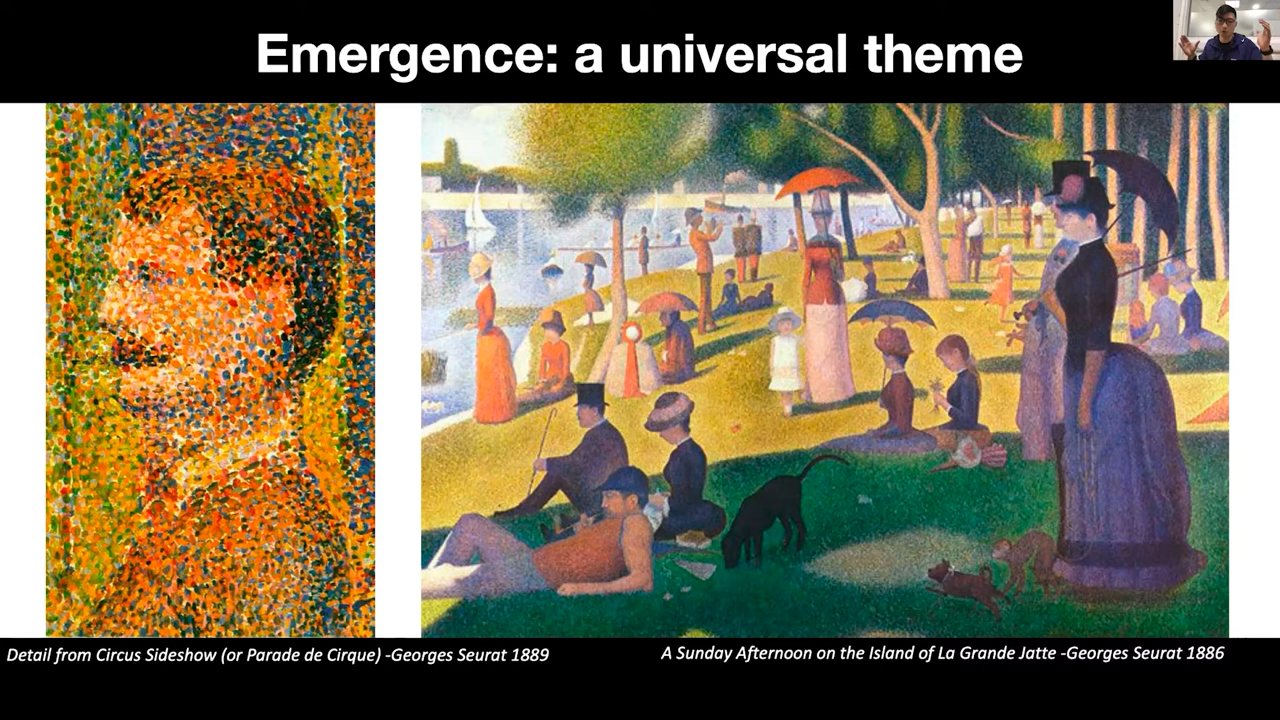 Emergence: a universal theme
Detail from Circus Sideshow (or Parade de Cirque) -Georges Seurat 1889
A Sunday Afternoon on the Island of La Grande Jatte -Georges Seurat 1886